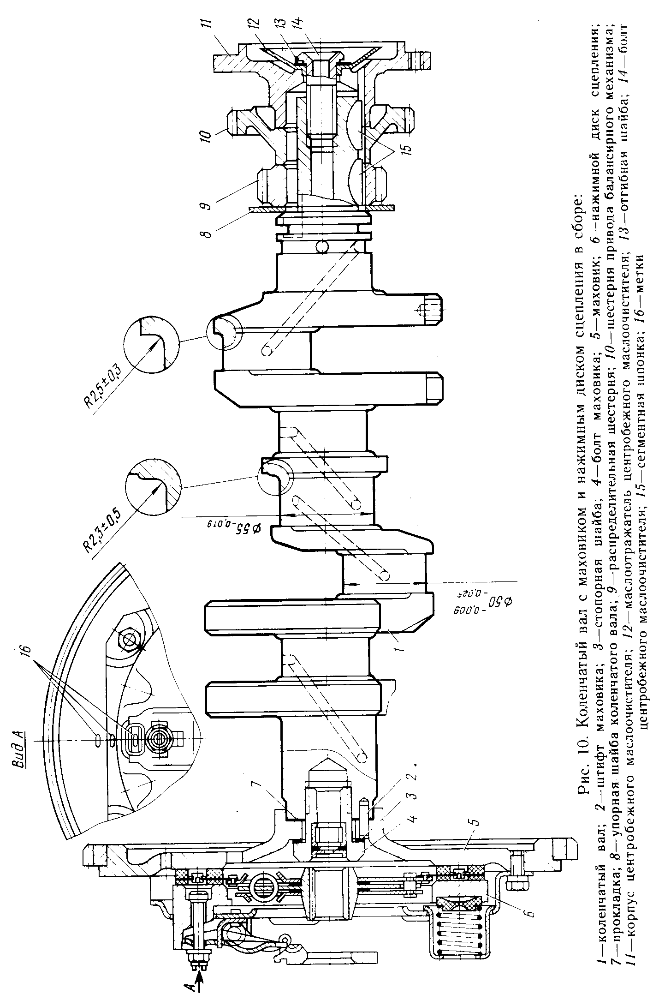 Вид А
16
R2,3±0,5
R2,5±0,3
11
12
13
14
10
9
8
15
7
ϕ55-0,019
ϕ50-0,009
-0,025
1
2
3
4
5
6
А
Рис. 10. Коленчатый вал с маховиком и нажимным диском сцепления в сборе:
1—коленчатый вал; 2—штифт маховика; 3—стопорная шайба; 4—болт маховика; 5—маховик; 6—нажимной диск сцепления;
7—прокладка; 8—упорная шайба коленчатого вала; 9—распределительная шестерня; 10—шестерня привода балансирного механизма;
11—корпус центробежного маслоочистителя; 12—маслоотражатель центробежного маслоочистителя; 13—отгибная шайба; 14—болт
центробежного маслоочистителя; 15—сегментная шпонка; 16—метки